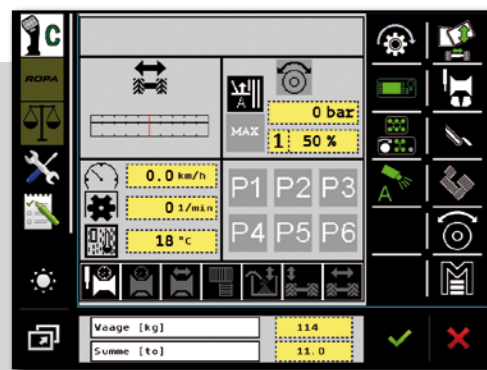 C
ROPA
A
MAX
0 bar
1 50 %
0.0 km/h
0 1/min
18 °C
P1 P2 P3
P4 P5 P6
A
Waage [kg] 114
Summe [to] 11.0